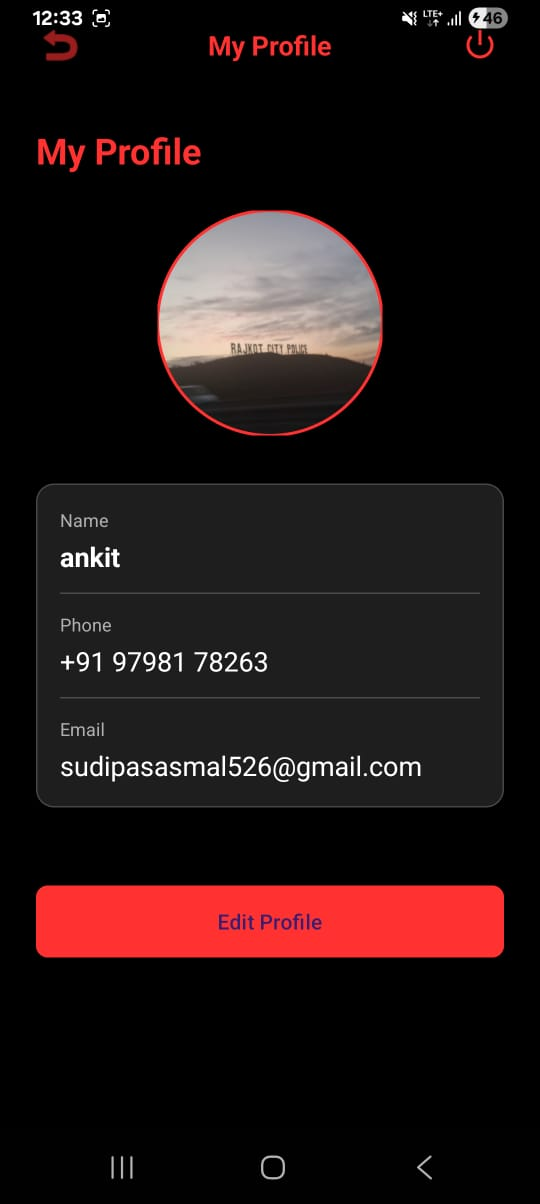 12:33
LTE+
46
My Profile
My Profile
RAJKOT CITY POLICE
Name
ankit
Phone
+91 97981 78263
Email
sudipasasmal526@gmail.com
Edit Profile